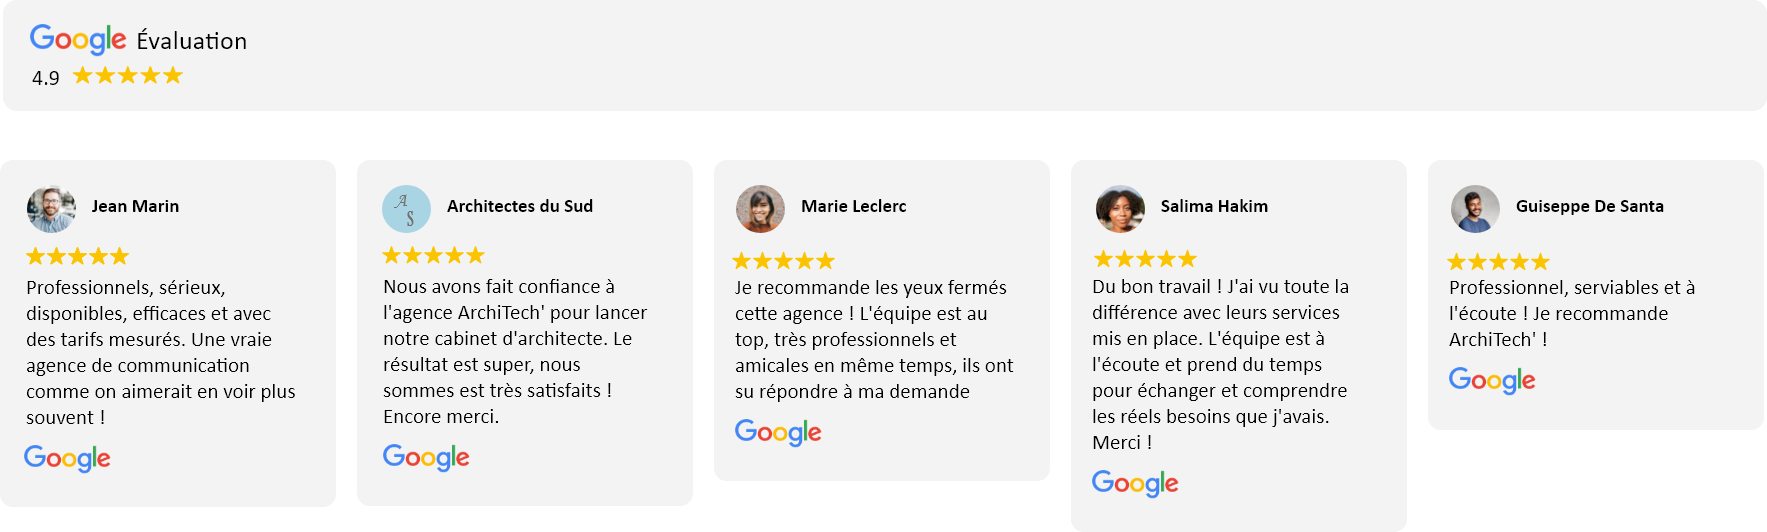 Google Évaluation
4.9
Jean Marin
Professionnels, sérieux,
disponibles, efficaces et avec
des tarifs mesurés. Une vraie
agence de communication
comme on aimerait en voir plus
souvent !
Google
A
S
Architectes du Sud
Nous avons fait confiance à
l'agence ArchiTech' pour lancer
notre cabinet d'architecte. Le
résultat est super, nous
sommes est très satisfaits !
Encore merci.
Google
Marie Leclerc
Je recommande les yeux fermés
cette agence ! L'équipe est au
top, très professionnels et
amicales en même temps, ils ont
su répondre à ma demande
Google
Salima Hakim
Du bon travail ! J'ai vu toute la
différence avec leurs services
mis en place. L'équipe est à
l'écoute et prend du temps
pour échanger et comprendre
les réels besoins que j'avais.
Merci !
Google
Guiseppe De Santa
Professionnel, serviables et à
l'écoute ! Je recommande
ArchiTech' !
Google